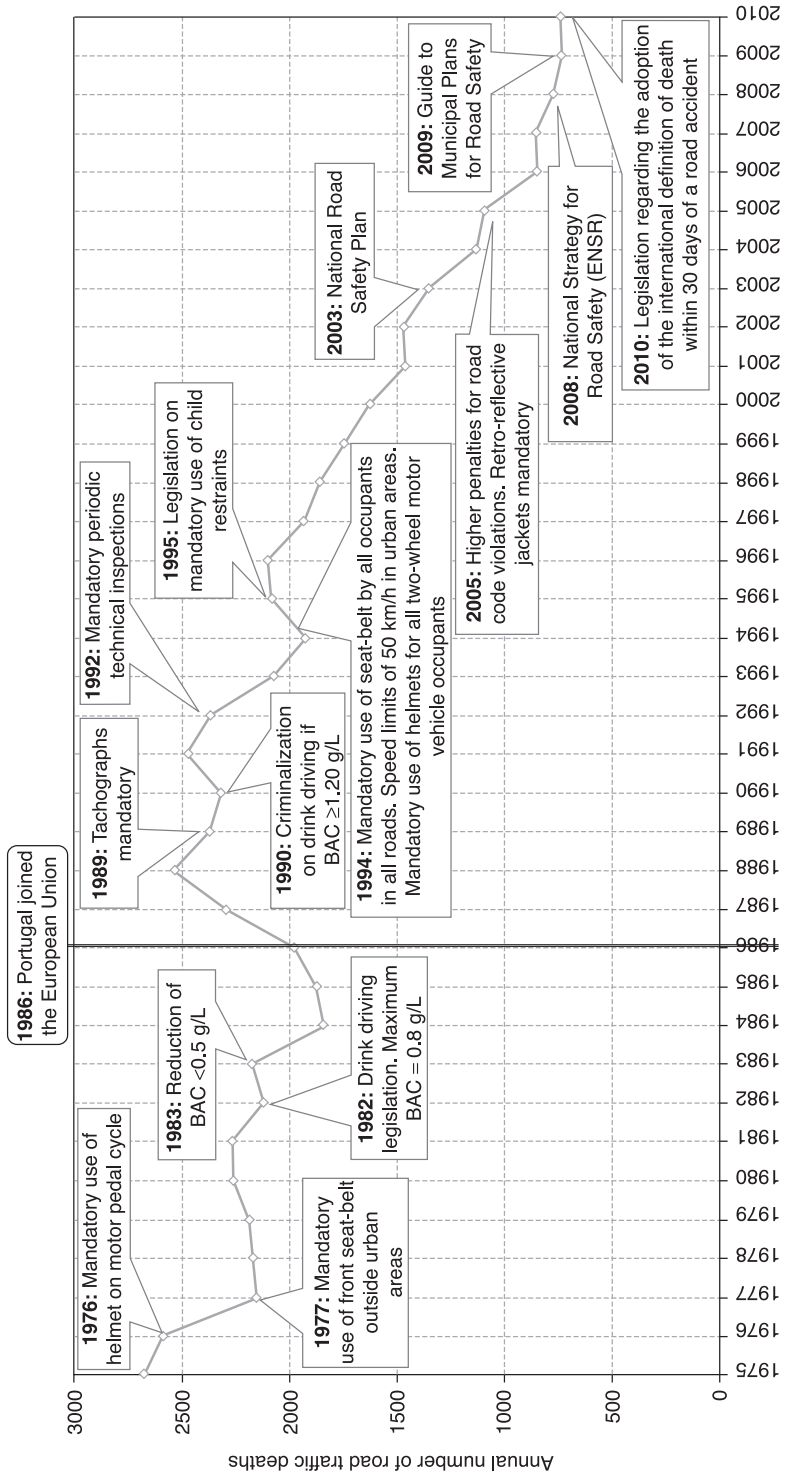 1986: Portugal joined
the European Union
1976: Mandatory use of
helmet on motor pedal cycle
1983: Reduction of
BAC <0.5 g/L
1989: Tachographs
mandatory
1992: Mandatory periodic
technical inspections
1995: Legislation on
mandatory use of child
restraints
2003: National Road
Safety Plan
2009: Guide to
Municipal Plans
for Road Safety
1977: Mandatory
use of front seat-belt
outside urban
areas
1982: Drink driving
legislation. Maximum
BAC = 0.8 g/L
1990: Criminalization
on drink driving if
BAC ≥1.20 g/L
1994: Mandatory use of seat-belt by all occupants
in all roads. Speed limits of 50 km/h in urban areas.
Mandatory use of helmets for all two-wheel motor
vehicle occupants
2005: Higher penalties for road
code violations. Retro-reflective
jackets mandatory
2008: National Strategy for
Road Safety (ENSR)
2010: Legislation regarding the adoption
of the international definition of death
within 30 days of a road accident
Annual number of road traffic deaths
3000
2500
2000
1500
1000
500
0
1975
1976
1977
1978
1979
1980
1981
1982
1983
1984
1985
1986
1987
1988
1989
1990
1991
1992
1993
1994
1995
1996
1997
1998
1999
2000
2001
2002
2003
2004
2005
2006
2007
2008
2009
2010